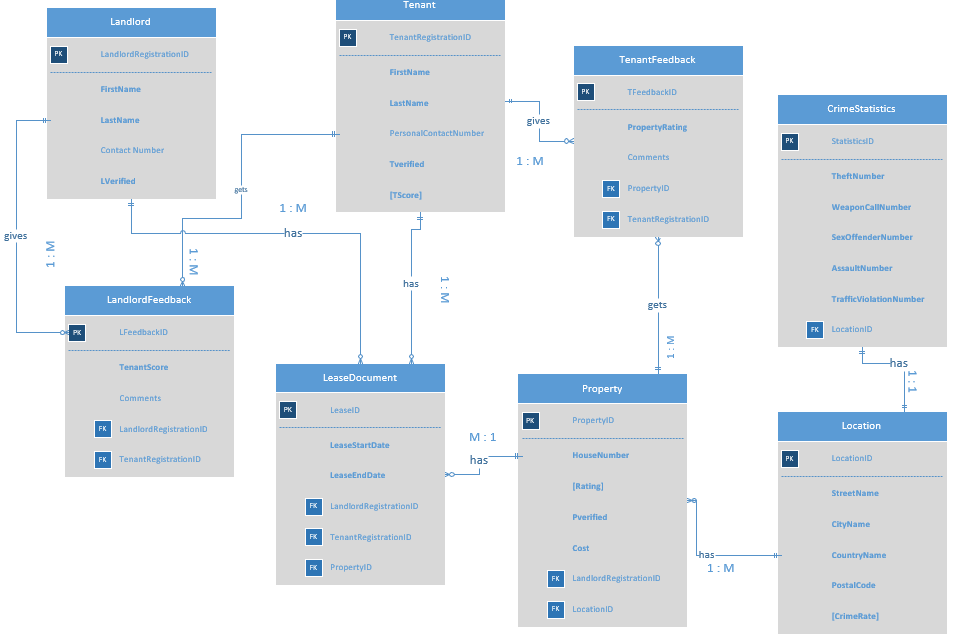 Landlord
PK LandlordRegistrationID
FirstName
LastName
Contact Number
LVerified
Tenant
PK TenantRegistrationID
FirstName
LastName
PersonalContactNumber
Tverified
[TScore]
TenantFeedback
PK TFeedbackID
PropertyRating
Comments
FK PropertyID
FK TenantRegistrationID
CrimeStatistics
PK StatisticsID
TheftNumber
WeaponCallNumber
SexOffenderNumber
AssaultNumber
TrafficViolationNumber
FK LocationID
gives
1 : M
gets
1 : M
has
gives
1 : M
1 : M
has
1 : M
gets
1 : M
has
1 : 1
LandlordFeedback
PK LFeedbackID
TenantScore
Comments
FK LandlordRegistrationID
FK TenantRegistrationID
LeaseDocument
PK LeaseID
LeaseStartDate
LeaseEndDate
FK LandlordRegistrationID
FK TenantRegistrationID
FK PropertyID
M : 1
has
Property
PK PropertyID
HouseNumber
[Rating]
Pverified
Cost
FK LandlordRegistrationID
FK LocationID
has
1 : M
Location
PK LocationID
StreetName
CityName
CountryName
PostalCode
[CrimeRate]